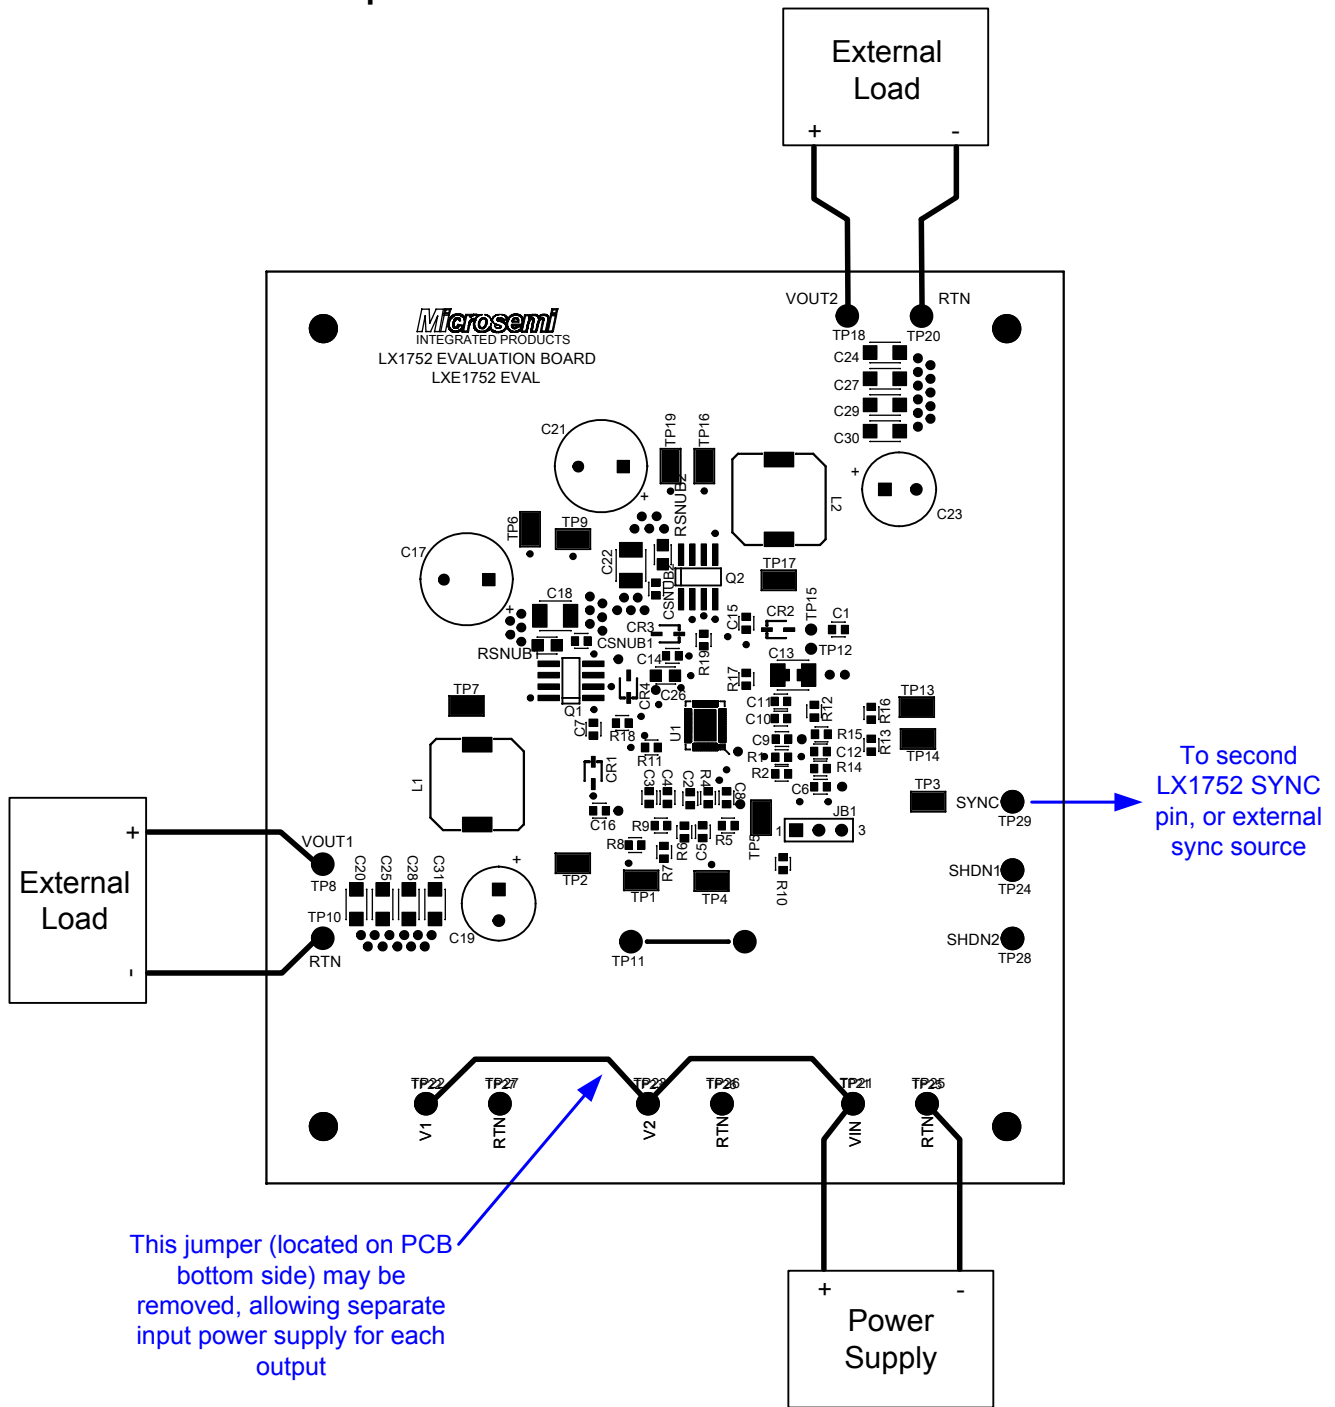 External
Load
+ -
VOUT2 RTN
TP18 TP20
Microsemi
INTEGRATED PRODUCTS
LX1752 EVALUATION BOARD
LXE1752 EVAL
C24
C27
C29
C30
C21
+
TP19
TP16
RSNUB2
L2
+
C23
TP6
TP9
C17
+
C22
CSNUB2
Q2
TP17
C18
RSNUB1
CSNUB1
CR3
C15
CR2
TP15
C1
TP12
C14
R19
C26
R17
C13
Q1
CR4
TP7
C7
R18
R11
U1
C11
C10
C9
R1
R2
R12
R15
C12
R14
C6
R16
R13
TP13
TP14
TP3
L1
CR1
C16
C3
C4
C2
R4
C8
R9
R8
R7
R6
C5
R5
TP5
JB1
1 3
R10
TP2
TP1
TP4
TP11
SYNC
TP29
SHDN1
TP24
SHDN2
TP28
To second
LX1752 SYNC
pin, or external
sync source
External
Load
+
-
VOUT1
TP8
TP10
RTN
C20
C25
C28
C31
+
C19
TP22
TP27
TP26
TP21
V1
RTN
V2
RTN
VIN
RTN
This jumper (located on PCB
bottom side) may be
removed, allowing separate
input power supply for each
output
+ -
Power
Supply